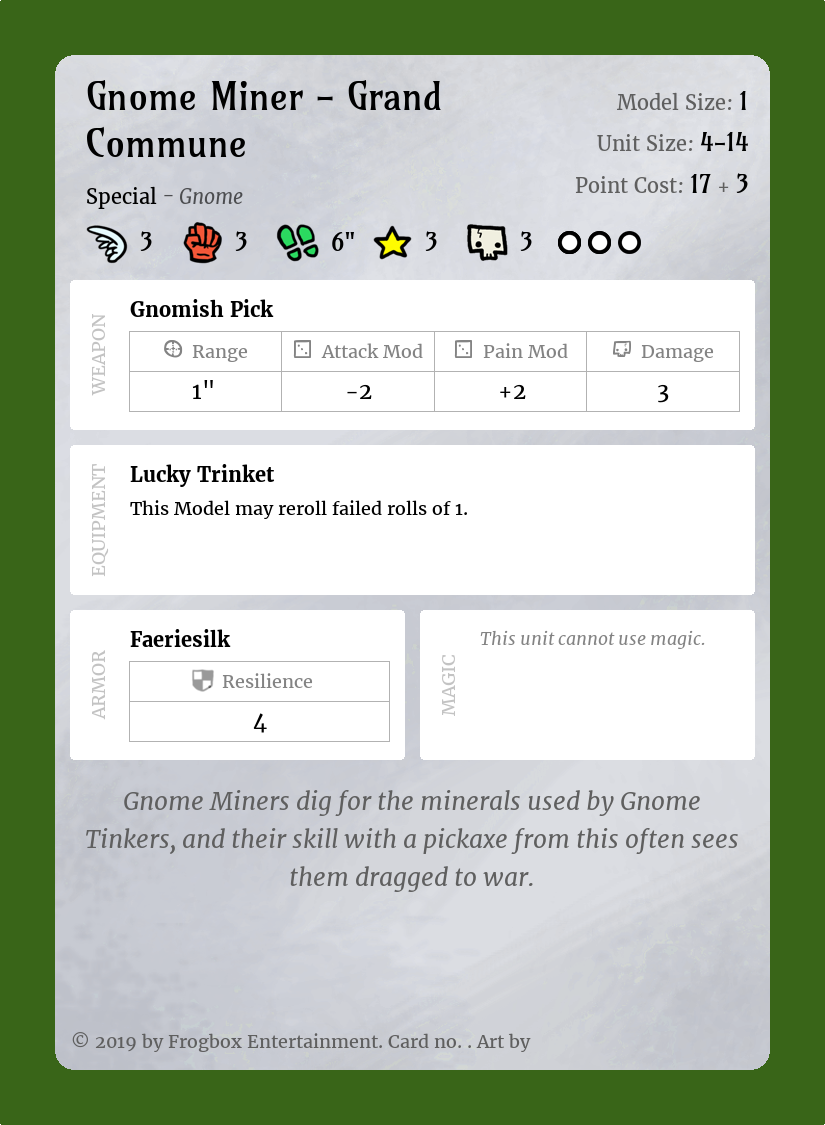 Gnome Miner – Grand
Commune
Model Size: 1
Unit Size: 4–14
Point Cost: 17 + 3
Special – Gnome
3 3 6" 3 3
WEAPON
Gnomish Pick
Range Attack Mod Pain Mod Damage
1" -2 +2 3
EQUIPMENT
Lucky Trinket
This Model may reroll failed rolls of 1.
ARMOR
Faeriesilk
Resilience
4
MAGIC
This unit cannot use magic.
Gnome Miners dig for the minerals used by Gnome
Tinkers, and their skill with a pickaxe from this often sees
them dragged to war.
© 2019 by Frogbox Entertainment. Card no. . Art by